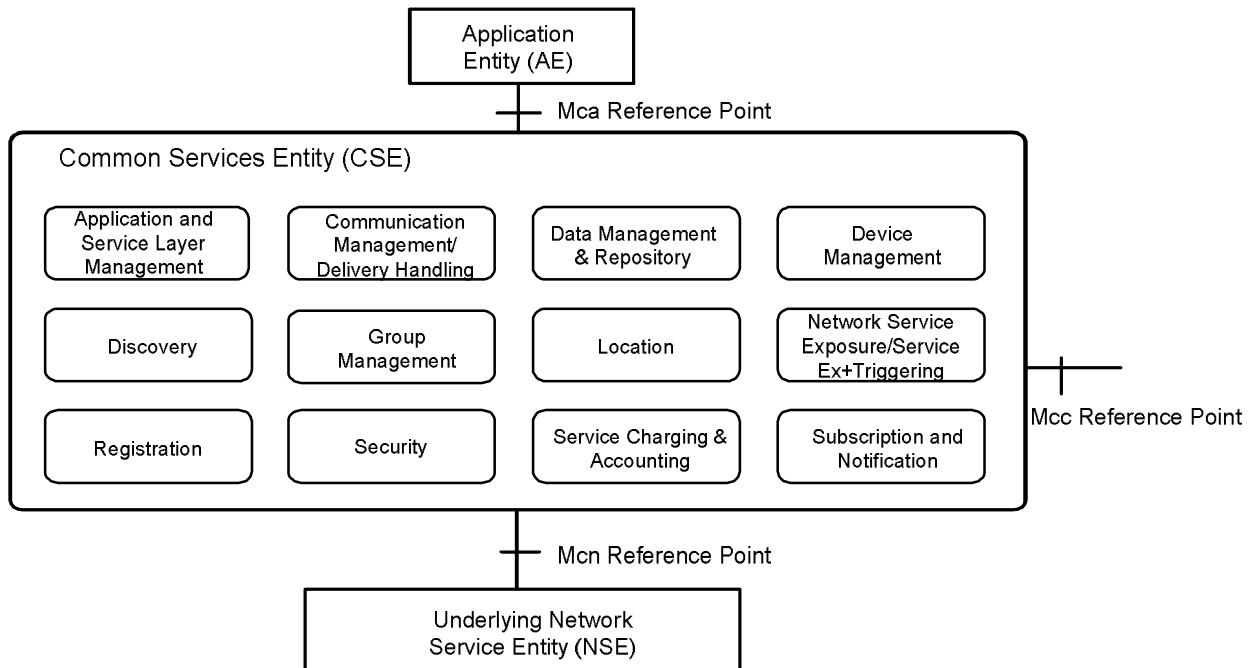 Application
Entity (AE)
Mca Reference Point
Common Services Entity (CSE)
Application and
Service Layer
Management
Communication
Management/
Delivery Handling
Data Management
& Repository
Device
Management
Discovery
Group
Management
Location
Network Service
Exposure/Service
Ex+Triggering
Mcc Reference Point
Registration
Security
Service Charging &
Accounting
Subscription and
Notification
Mcn Reference Point
Underlying Network
Service Entity (NSE)